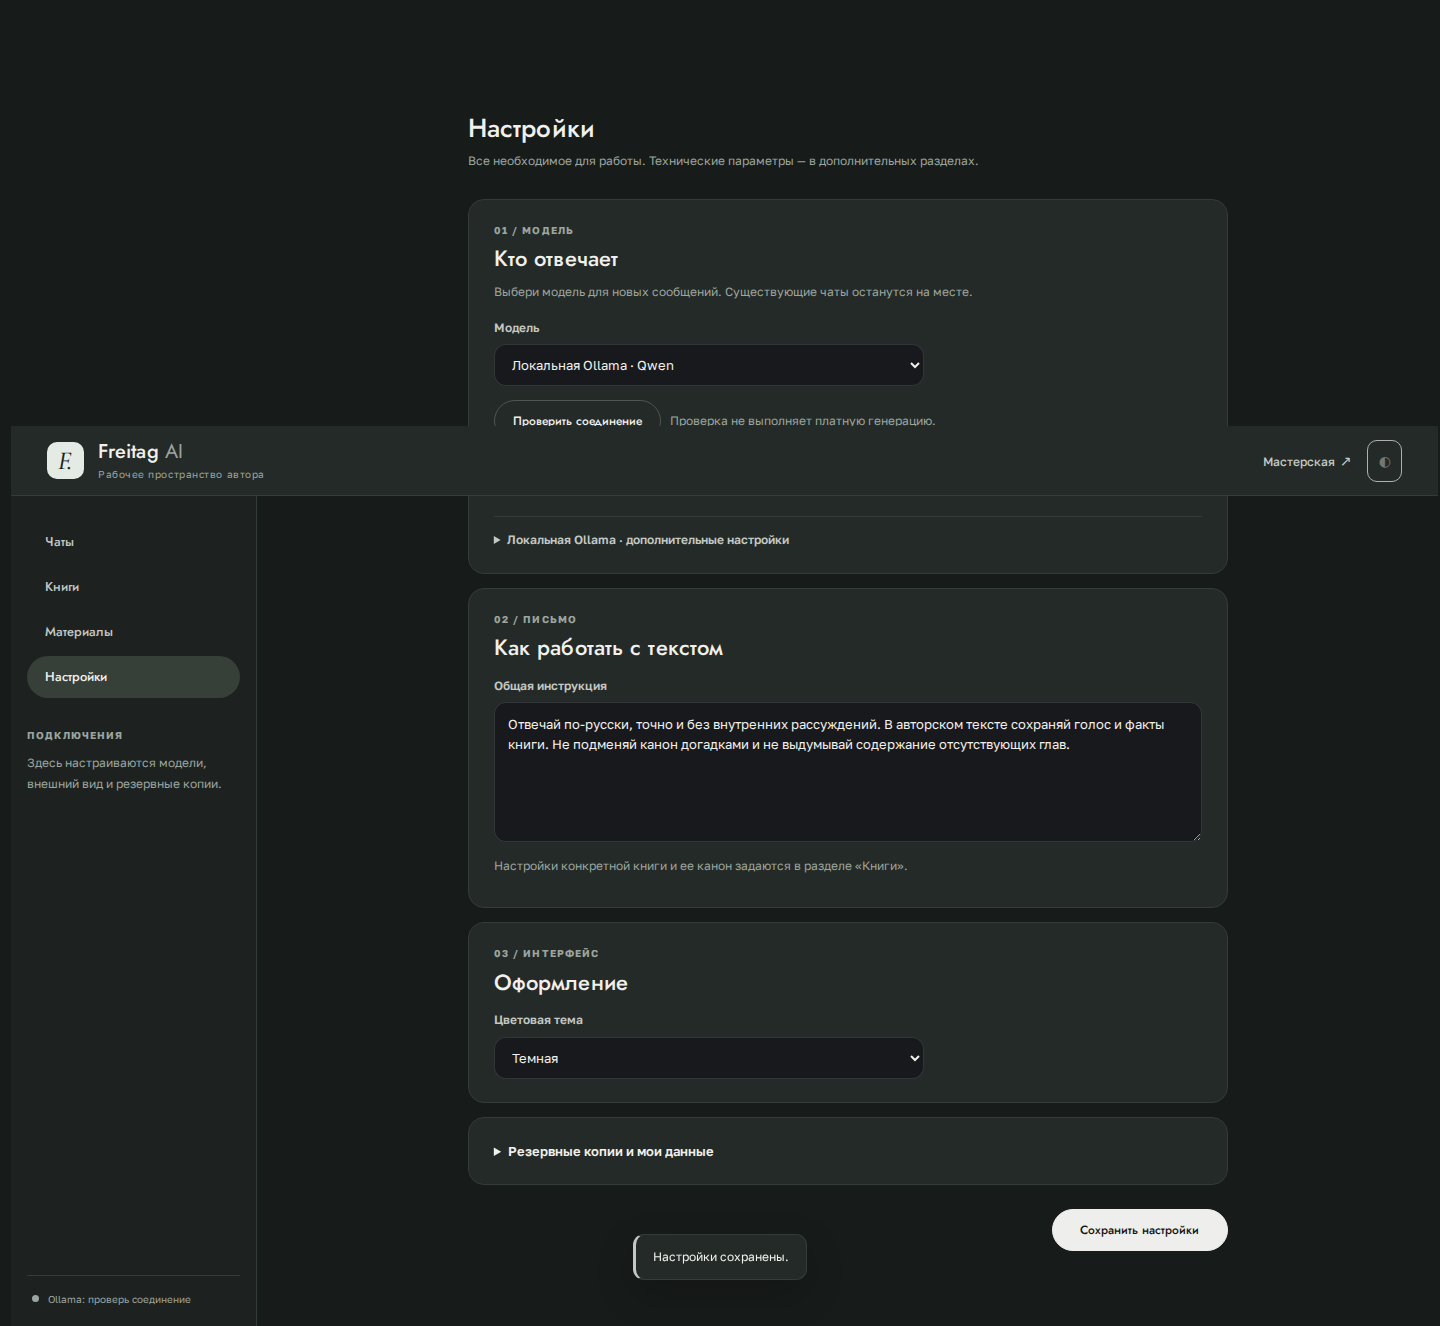 Настройки
Все необходимое для работы. Технические параметры — в дополнительных разделах.
01 / МОДЕЛЬ
Кто отвечает
Выбери модель для новых сообщений. Существующие чаты останутся на месте.
Модель
Локальная Ollama · Qwen
Проверить соединение
Проверка не выполняет платную генерацию.
F.
Freitag AI
Рабочее пространство автора
Мастерская ↗
Чаты
Книги
Материалы
Настройки
ПОДКЛЮЧЕНИЯ
Здесь настраиваются модели,
внешний вид и резервные копии.
Ollama: проверь соединение
Локальная Ollama · дополнительные настройки
02 / ПИСЬМО
Как работать с текстом
Общая инструкция
Отвечай по-русски, точно и без внутренних рассуждений. В авторском тексте сохраняй голос и факты
книги. Не подменяй канон догадками и не выдумывай содержание отсутствующих глав.
Настройки конкретной книги и ее канон задаются в разделе «Книги».
03 / ИНТЕРФЕЙС
Оформление
Цветовая тема
Темная
Резервные копии и мои данные
Сохранить настройки
Настройки сохранены.